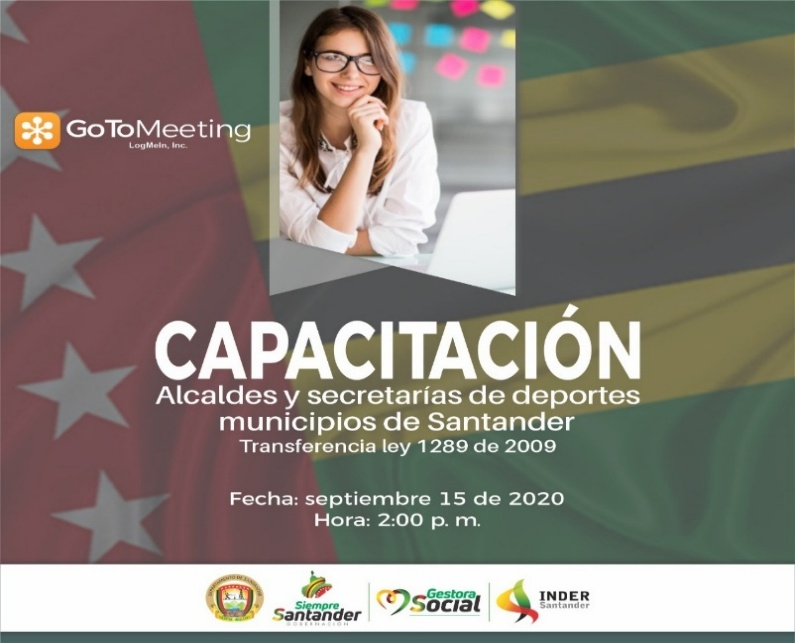 GoToMeeting
LogMeIn, Inc.
CAPACITACIÓN
Alcaldes y secretarías de deportes
municipios de Santander
Transferencia ley 1289 de 2009
Fecha: septiembre 15 de 2020
Hora: 2:00 p. m.
Siempre
Santander
GOBERNACIÓN
Gestora
Social
INDER
Santander